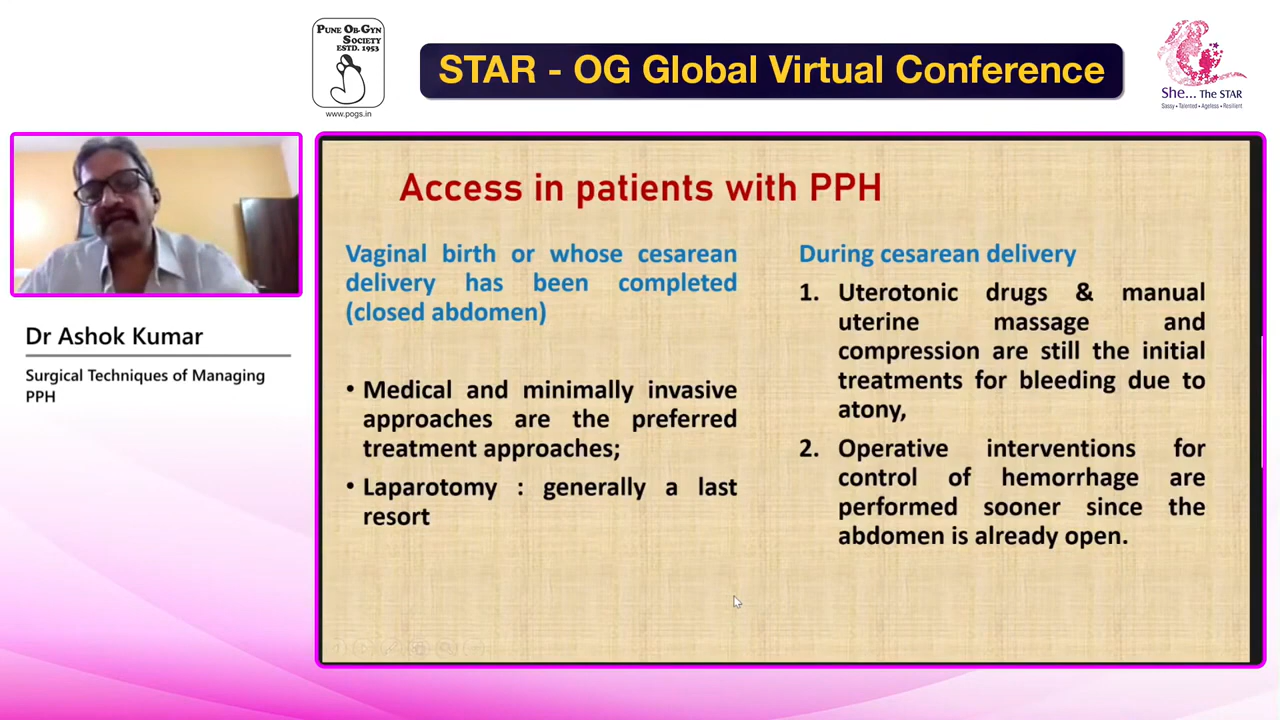 PUNE OB-GYN
SOCIETY
ESTD. 1953
www.pogs.in
STAR - OG Global Virtual Conference
She... The STAR
Sassy • Talented • Ageless • Resilient
Dr Ashok Kumar
Surgical Techniques of Managing
PPH
Access in patients with PPH
Vaginal birth or whose cesarean
delivery has been completed
(closed abdomen)
• Medical and minimally invasive
approaches are the preferred
treatment approaches;
• Laparotomy : generally a last
resort
During cesarean delivery
1. Uterotonic drugs & manual
uterine massage and
compression are still the initial
treatments for bleeding due to
atony,
2. Operative interventions for
control of hemorrhage are
performed sooner since the
abdomen is already open.